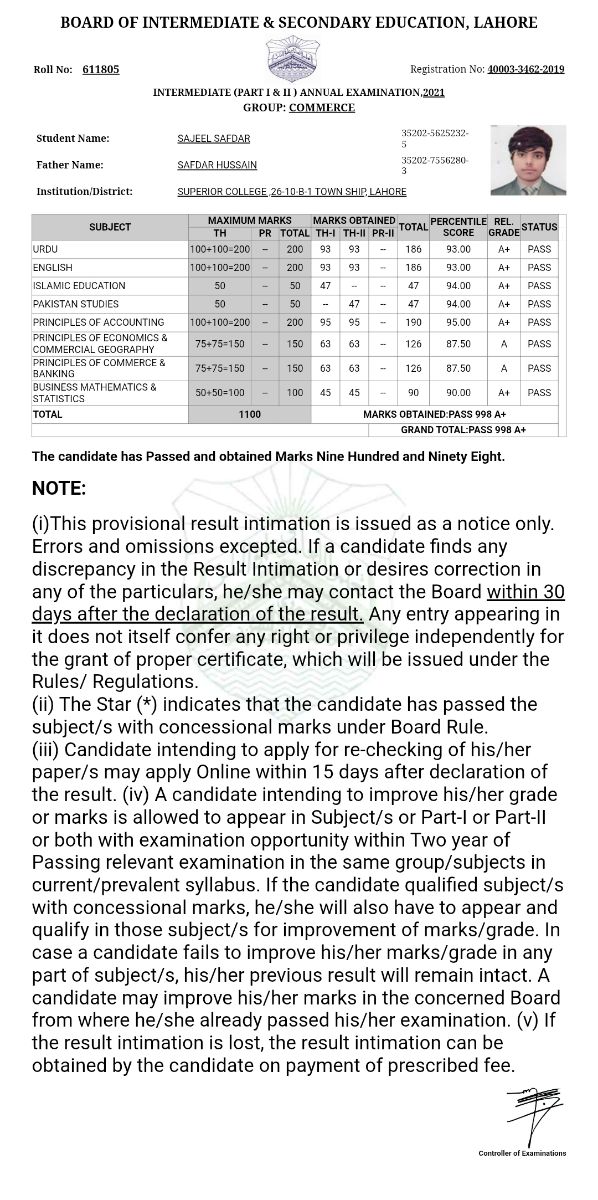 BOARD OF INTERMEDIATE & SECONDARY EDUCATION, LAHORE
Roll No: 611805
Registration No: 40003-3462-2019
INTERMEDIATE (PART I & II ) ANNUAL EXAMINATION,2021
GROUP: COMMERCE
Student Name: SAJEEL SAFDAR 35202-5625232-
5
Father Name: SAFDAR HUSSAIN 35202-7556280-
3
Institution/District: SUPERIOR COLLEGE ,26-10-B-1 TOWN SHIP, LAHORE
SUBJECT MAXIMUM MARKS MARKS OBTAINED TOTAL PERCENTILE SCORE REL. GRADE STATUS
TH PR TOTAL TH-I TH-II PR-II
URDU 100+100=200 -- 200 93 93 -- 186 93.00 A+ PASS
ENGLISH 100+100=200 -- 200 93 93 -- 186 93.00 A+ PASS
ISLAMIC EDUCATION 50 -- 50 47 -- -- 47 94.00 A+ PASS
PAKISTAN STUDIES 50 -- 50 -- 47 -- 47 94.00 A+ PASS
PRINCIPLES OF ACCOUNTING 100+100=200 -- 200 95 95 -- 190 95.00 A+ PASS
PRINCIPLES OF ECONOMICS &
COMMERCIAL GEOGRAPHY 75+75=150 -- 150 63 63 -- 126 87.50 A PASS
PRINCIPLES OF COMMERCE &
BANKING 75+75=150 -- 150 63 63 -- 126 87.50 A PASS
BUSINESS MATHEMATICS &
STATISTICS 50+50=100 -- 100 45 45 -- 90 90.00 A+ PASS
TOTAL 1100 MARKS OBTAINED:PASS 998 A+
GRAND TOTAL:PASS 998 A+
The candidate has Passed and obtained Marks Nine Hundred and Ninety Eight.
NOTE:
(i)This provisional result intimation is issued as a notice only.
Errors and omissions excepted. If a candidate finds any
discrepancy in the Result Intimation or desires correction in
any of the particulars, he/she may contact the Board within 30
days after the declaration of the result. Any entry appearing in
it does not itself confer any right or privilege independently for
the grant of proper certificate, which will be issued under the
Rules/ Regulations.
(ii) The Star (*) indicates that the candidate has passed the
subject/s with concessional marks under Board Rule.
(iii) Candidate intending to apply for re-checking of his/her
paper/s may apply Online within 15 days after declaration of
the result. (iv) A candidate intending to improve his/her grade
or marks is allowed to appear in Subject/s or Part-I or Part-II
or both with examination opportunity within Two year of
Passing relevant examination in the same group/subjects in
current/prevalent syllabus. If the candidate qualified subject/s
with concessional marks, he/she will also have to appear and
qualify in those subject/s for improvement of marks/grade. In
case a candidate fails to improve his/her marks/grade in any
part of subject/s, his/her previous result will remain intact. A
candidate may improve his/her marks in the concerned Board
from where he/she already passed his/her examination. (v) If
the result intimation is lost, the result intimation can be
obtained by the candidate on payment of prescribed fee.
Controller of Examinations